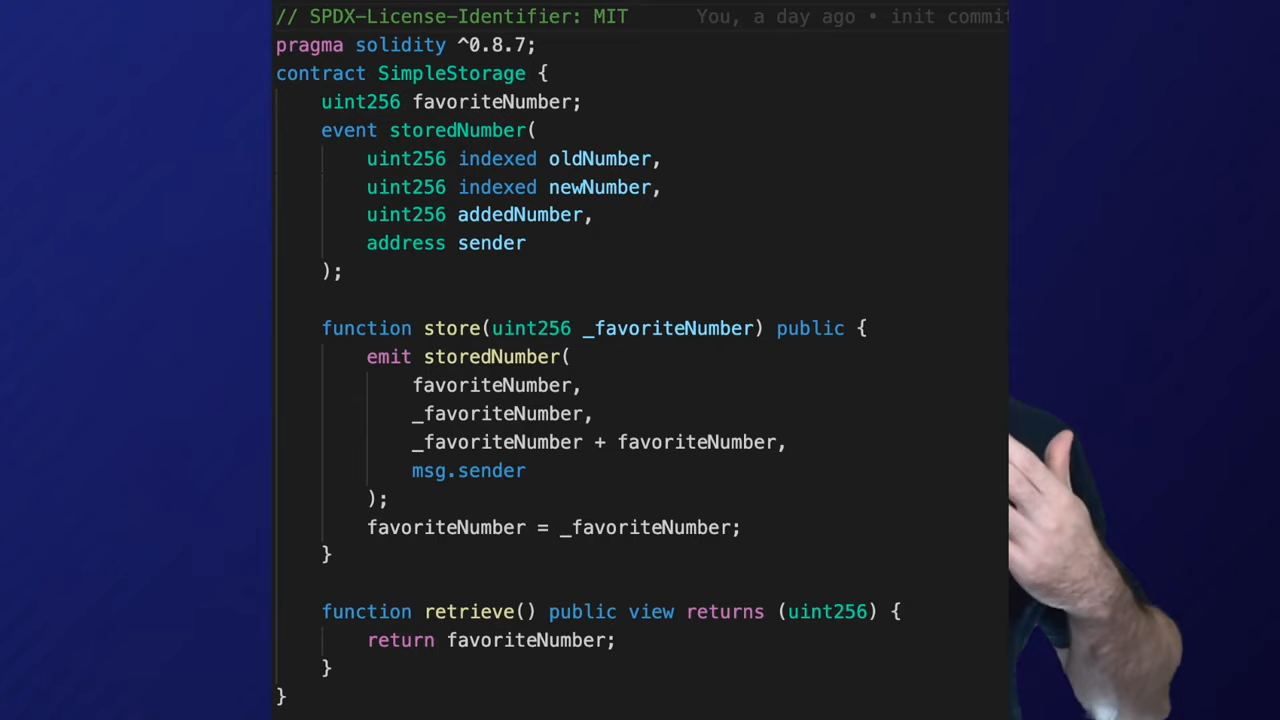 // SPDX-License-Identifier: MIT You, a day ago • init commit
pragma solidity ^0.8.7;
contract SimpleStorage {
uint256 favoriteNumber;
event storedNumber(
uint256 indexed oldNumber,
uint256 indexed newNumber,
uint256 addedNumber,
address sender
);
function store(uint256 _favoriteNumber) public {
emit storedNumber(
favoriteNumber,
_favoriteNumber,
_favoriteNumber + favoriteNumber,
msg.sender
);
favoriteNumber = _favoriteNumber;
}
function retrieve() public view returns (uint256) {
return favoriteNumber;
}
}